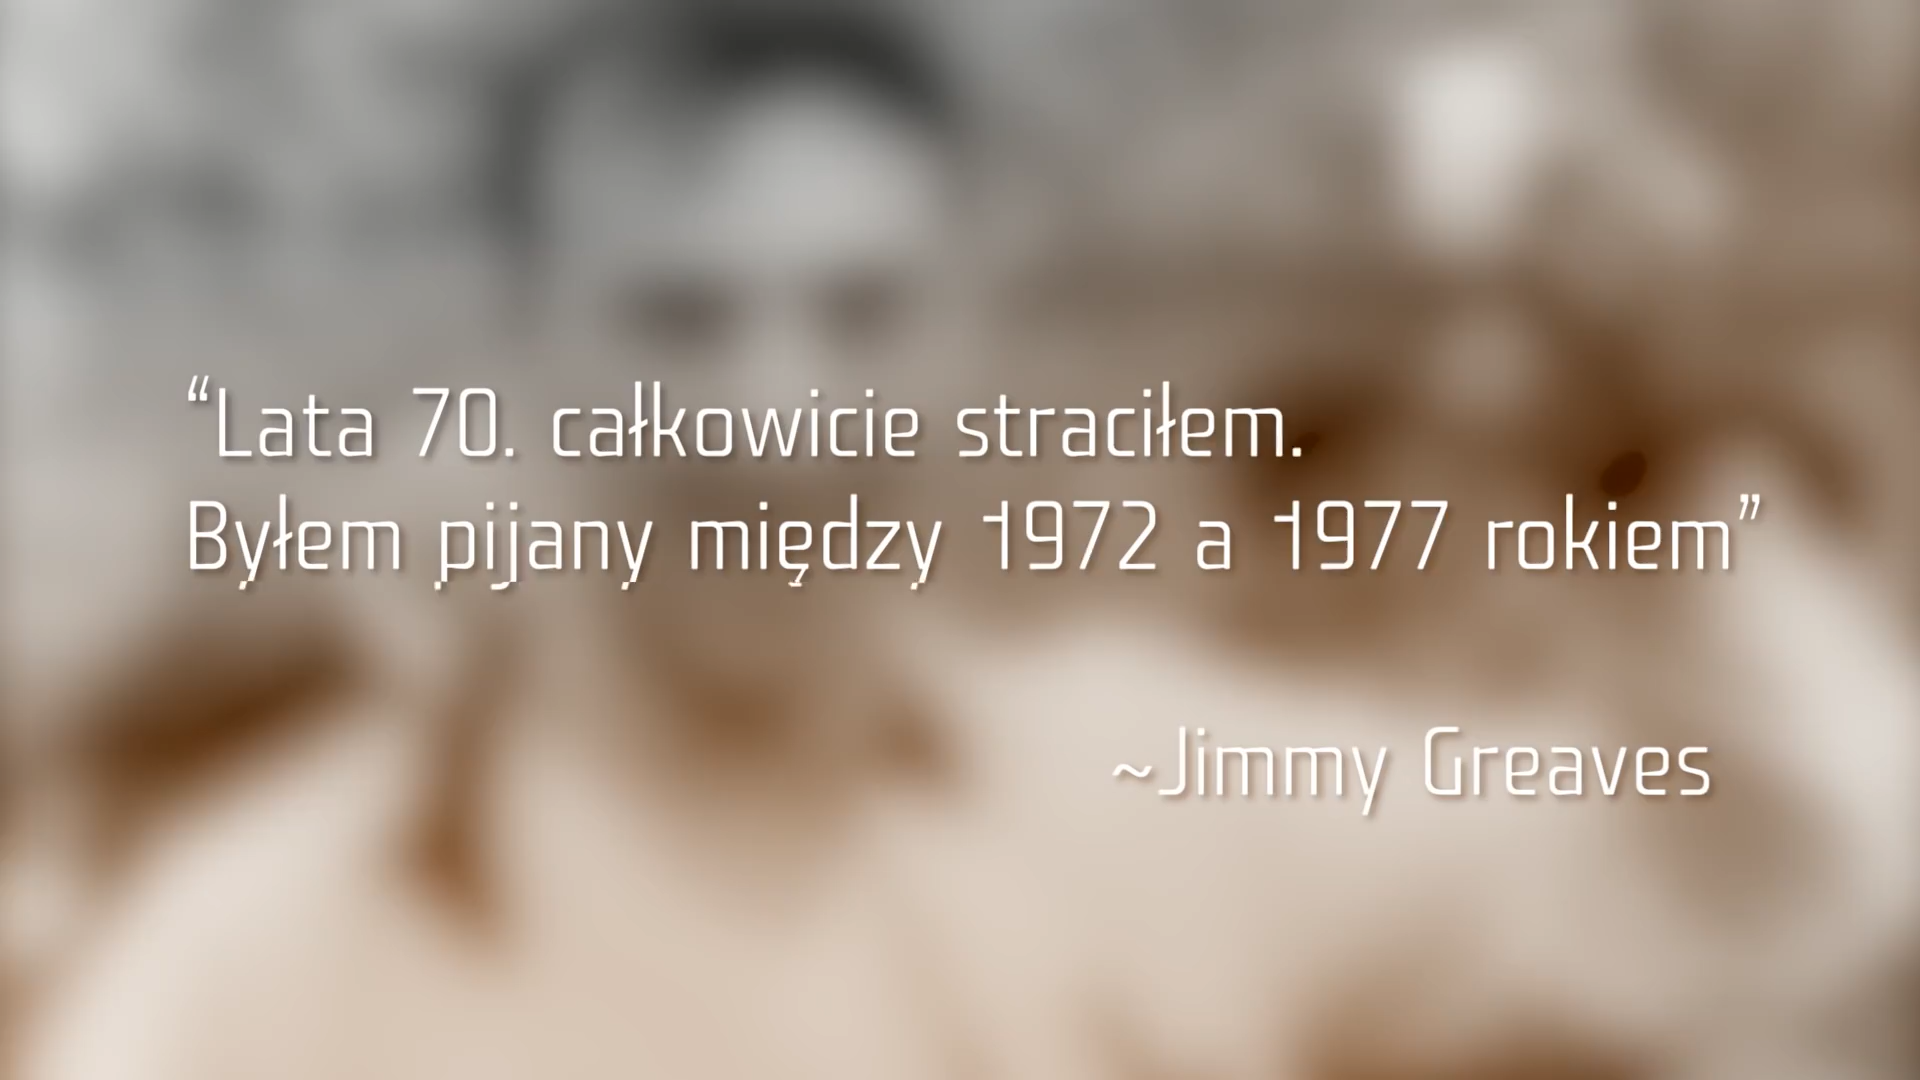 “Lata 70. całkowicie straciłem.
Byłem pijany między 1972 a 1977 rokiem”
~Jimmy Greaves